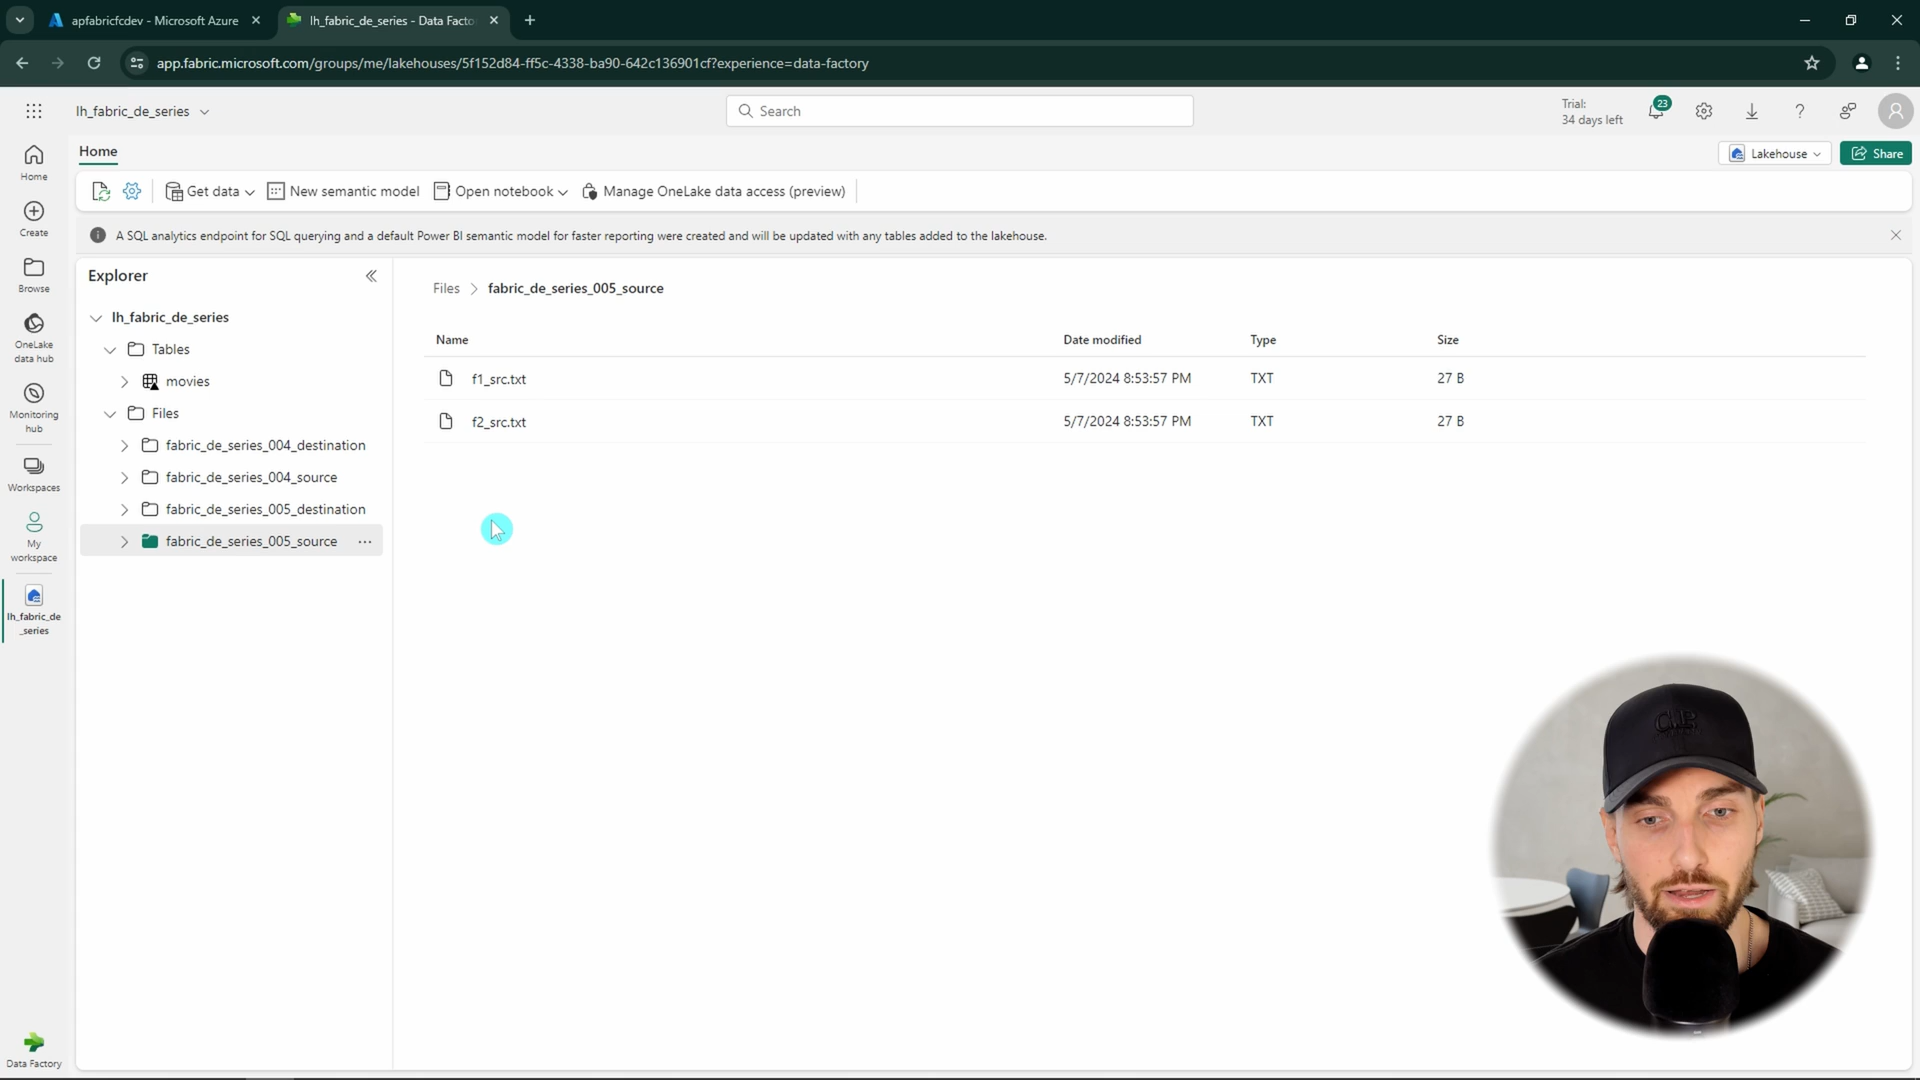 apfabricfcdev - Microsoft Azure
lh_fabric_de_series - Data Facto
app.fabric.microsoft.com/groups/me/lakehouses/5f152d84-ff5c-4338-ba90-642c136901cf?experience=data-factory
lh_fabric_de_series
Search
Trial:
34 days left
23
Home
Lakehouse
Share
Get data
New semantic model
Open notebook
Manage OneLake data access (preview)
A SQL analytics endpoint for SQL querying and a default Power BI semantic model for faster reporting were created and will be updated with any tables added to the lakehouse.
Home
Create
Browse
OneLake
data hub
Monitoring
hub
Workspaces
My
workspace
lh_fabric_de
_series
Data Factory
Explorer
lh_fabric_de_series
Tables
movies
Files
fabric_de_series_004_destination
fabric_de_series_004_source
fabric_de_series_005_destination
fabric_de_series_005_source
Files > fabric_de_series_005_source
Name Date modified Type Size
f1_src.txt 5/7/2024 8:53:57 PM TXT 27 B
f2_src.txt 5/7/2024 8:53:57 PM TXT 27 B